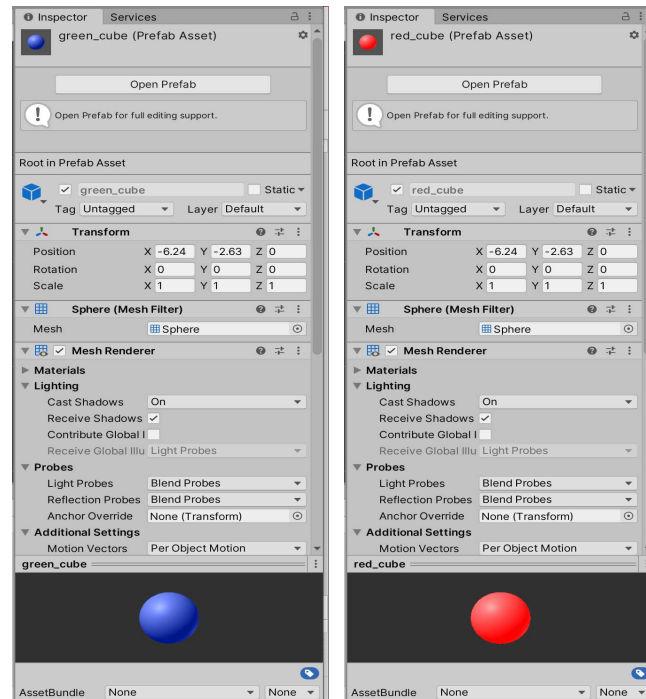 Inspector Services
green_cube (Prefab Asset)
Open Prefab
! Open Prefab for full editing support.
Root in Prefab Asset
green_cube Static
Tag Untagged Layer Default
Transform
Position X -6.24 Y -2.63 Z 0
Rotation X 0 Y 0 Z 0
Scale X 1 Y 1 Z 1
Sphere (Mesh Filter)
Mesh Sphere
Mesh Renderer
Materials
Lighting
Cast Shadows On
Receive Shadows
Contribute Global I
Receive Global Illu Light Probes
Probes
Light Probes Blend Probes
Reflection Probes Blend Probes
Anchor Override None (Transform)
Additional Settings
Motion Vectors Per Object Motion
green_cube
AssetBundle None None
Inspector Services
red_cube (Prefab Asset)
Open Prefab
! Open Prefab for full editing support.
Root in Prefab Asset
red_cube Static
Tag Untagged Layer Default
Transform
Position X -6.24 Y -2.63 Z 0
Rotation X 0 Y 0 Z 0
Scale X 1 Y 1 Z 1
Sphere (Mesh Filter)
Mesh Sphere
Mesh Renderer
Materials
Lighting
Cast Shadows On
Receive Shadows
Contribute Global I
Receive Global Illu Light Probes
Probes
Light Probes Blend Probes
Reflection Probes Blend Probes
Anchor Override None (Transform)
Additional Settings
Motion Vectors Per Object Motion
red_cube
AssetBundle None None